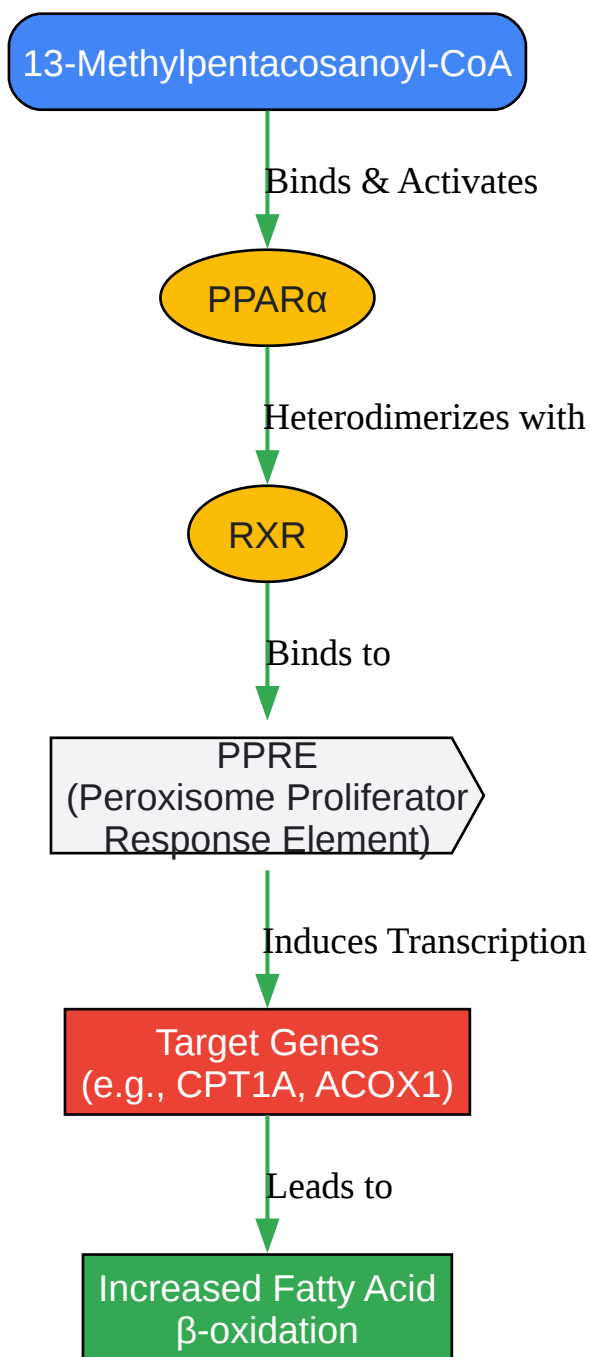 13-Methylpentacosanoyl-CoA
Binds & Activates
PPARα
Heterodimerizes with
RXR
Binds to
PPRE
(Peroxisome Proliferator
Response Element)
Induces Transcription
Target Genes
(e.g., CPT1A, ACOX1)
Leads to
Increased Fatty Acid
β-oxidation